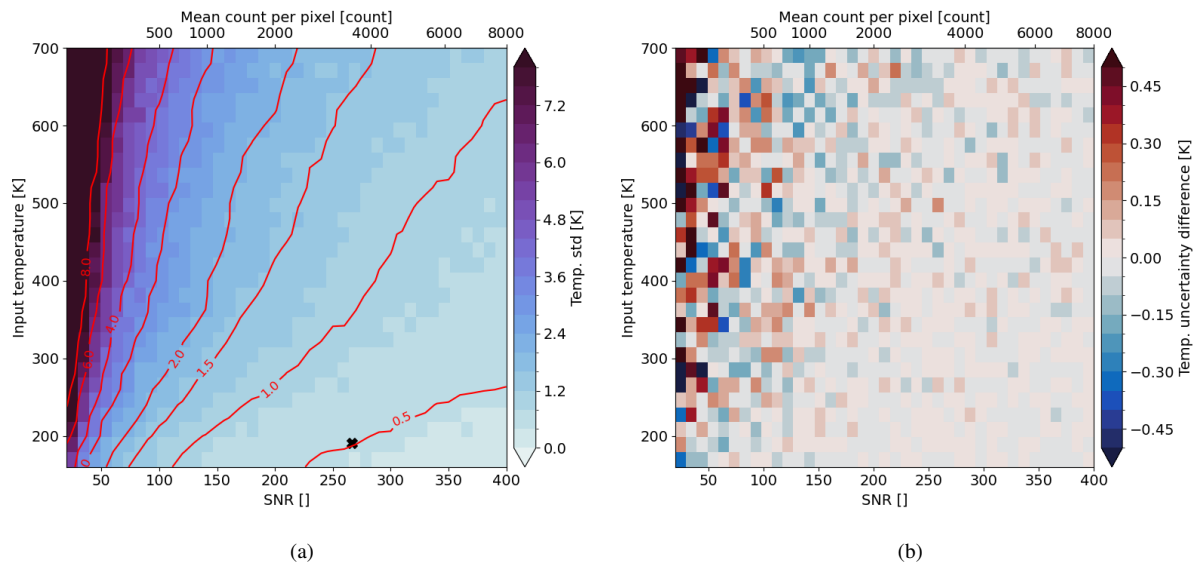 Mean count per pixel [count]
500 1000 2000 4000 6000 8000
700
600
500
400
300
200
Input temperature [K]
8.0
6.0
4.0
2.0
1.5
1.0
0.5
50 100 150 200 250 300 350 400
SNR []
7.2
6.0
4.8
3.6
2.4
1.2
0.0
Temp. std [K]
(a)
Mean count per pixel [count]
500 1000 2000 4000 6000 8000
700
600
500
400
300
200
Input temperature [K]
50 100 150 200 250 300 350 400
SNR []
0.45
0.30
0.15
0.00
−0.15
−0.30
−0.45
Temp. uncertainty difference [K]
(b)